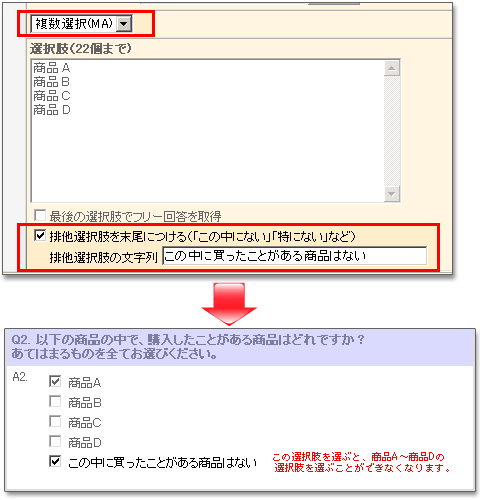 複数選択(MA)
選択肢(22個まで)
商品 A
商品 B
商品 C
商品 D
最後の選択肢でフリー回答を取得
排他選択肢を末尾につける(「この中にない」「特にない」など)
排他選択肢の文字列 この中に買ったことがある商品はない
Q2. 以下の商品の中で、購入したことがある商品はどれですか？
あてはまるものを全てお選びください。
A2.
商品A
商品B
商品C
商品D
この中に買ったことがある商品はない
この選択肢を選ぶと、商品A～商品Dの
選択肢を選ぶことができなくなります。